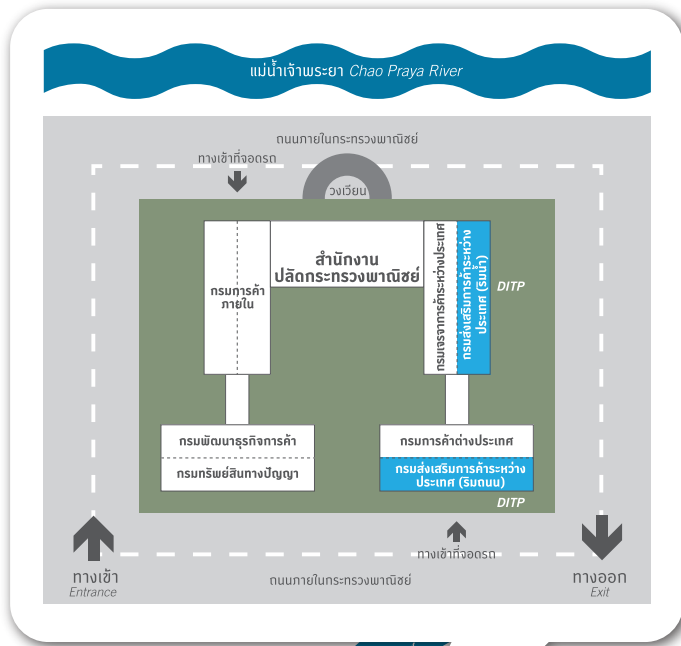 แม่น้ำเจ้าพระยา Chao Praya River
ถนนภายในกระทรวงพาณิชย์
ทางเข้าที่จอดรถ
วงเวียน
สำนักงาน
ปลัดกระทรวงพาณิชย์
กรมการค้า
ภายใน
กรมเจรจาการค้าระหว่างประเทศ
กรมส่งเสริมการค้าระหว่าง
ประเทศ (ริมน้ำ)
DITP
กรมพัฒนาธุรกิจการค้า
กรมทรัพย์สินทางปัญญา
กรมการค้าต่างประเทศ
กรมส่งเสริมการค้าระหว่าง
ประเทศ (ริมถนน)
DITP
ทางเข้าที่จอดรถ
ทางเข้า
Entrance
ถนนภายในกระทรวงพาณิชย์
ทางออก
Exit